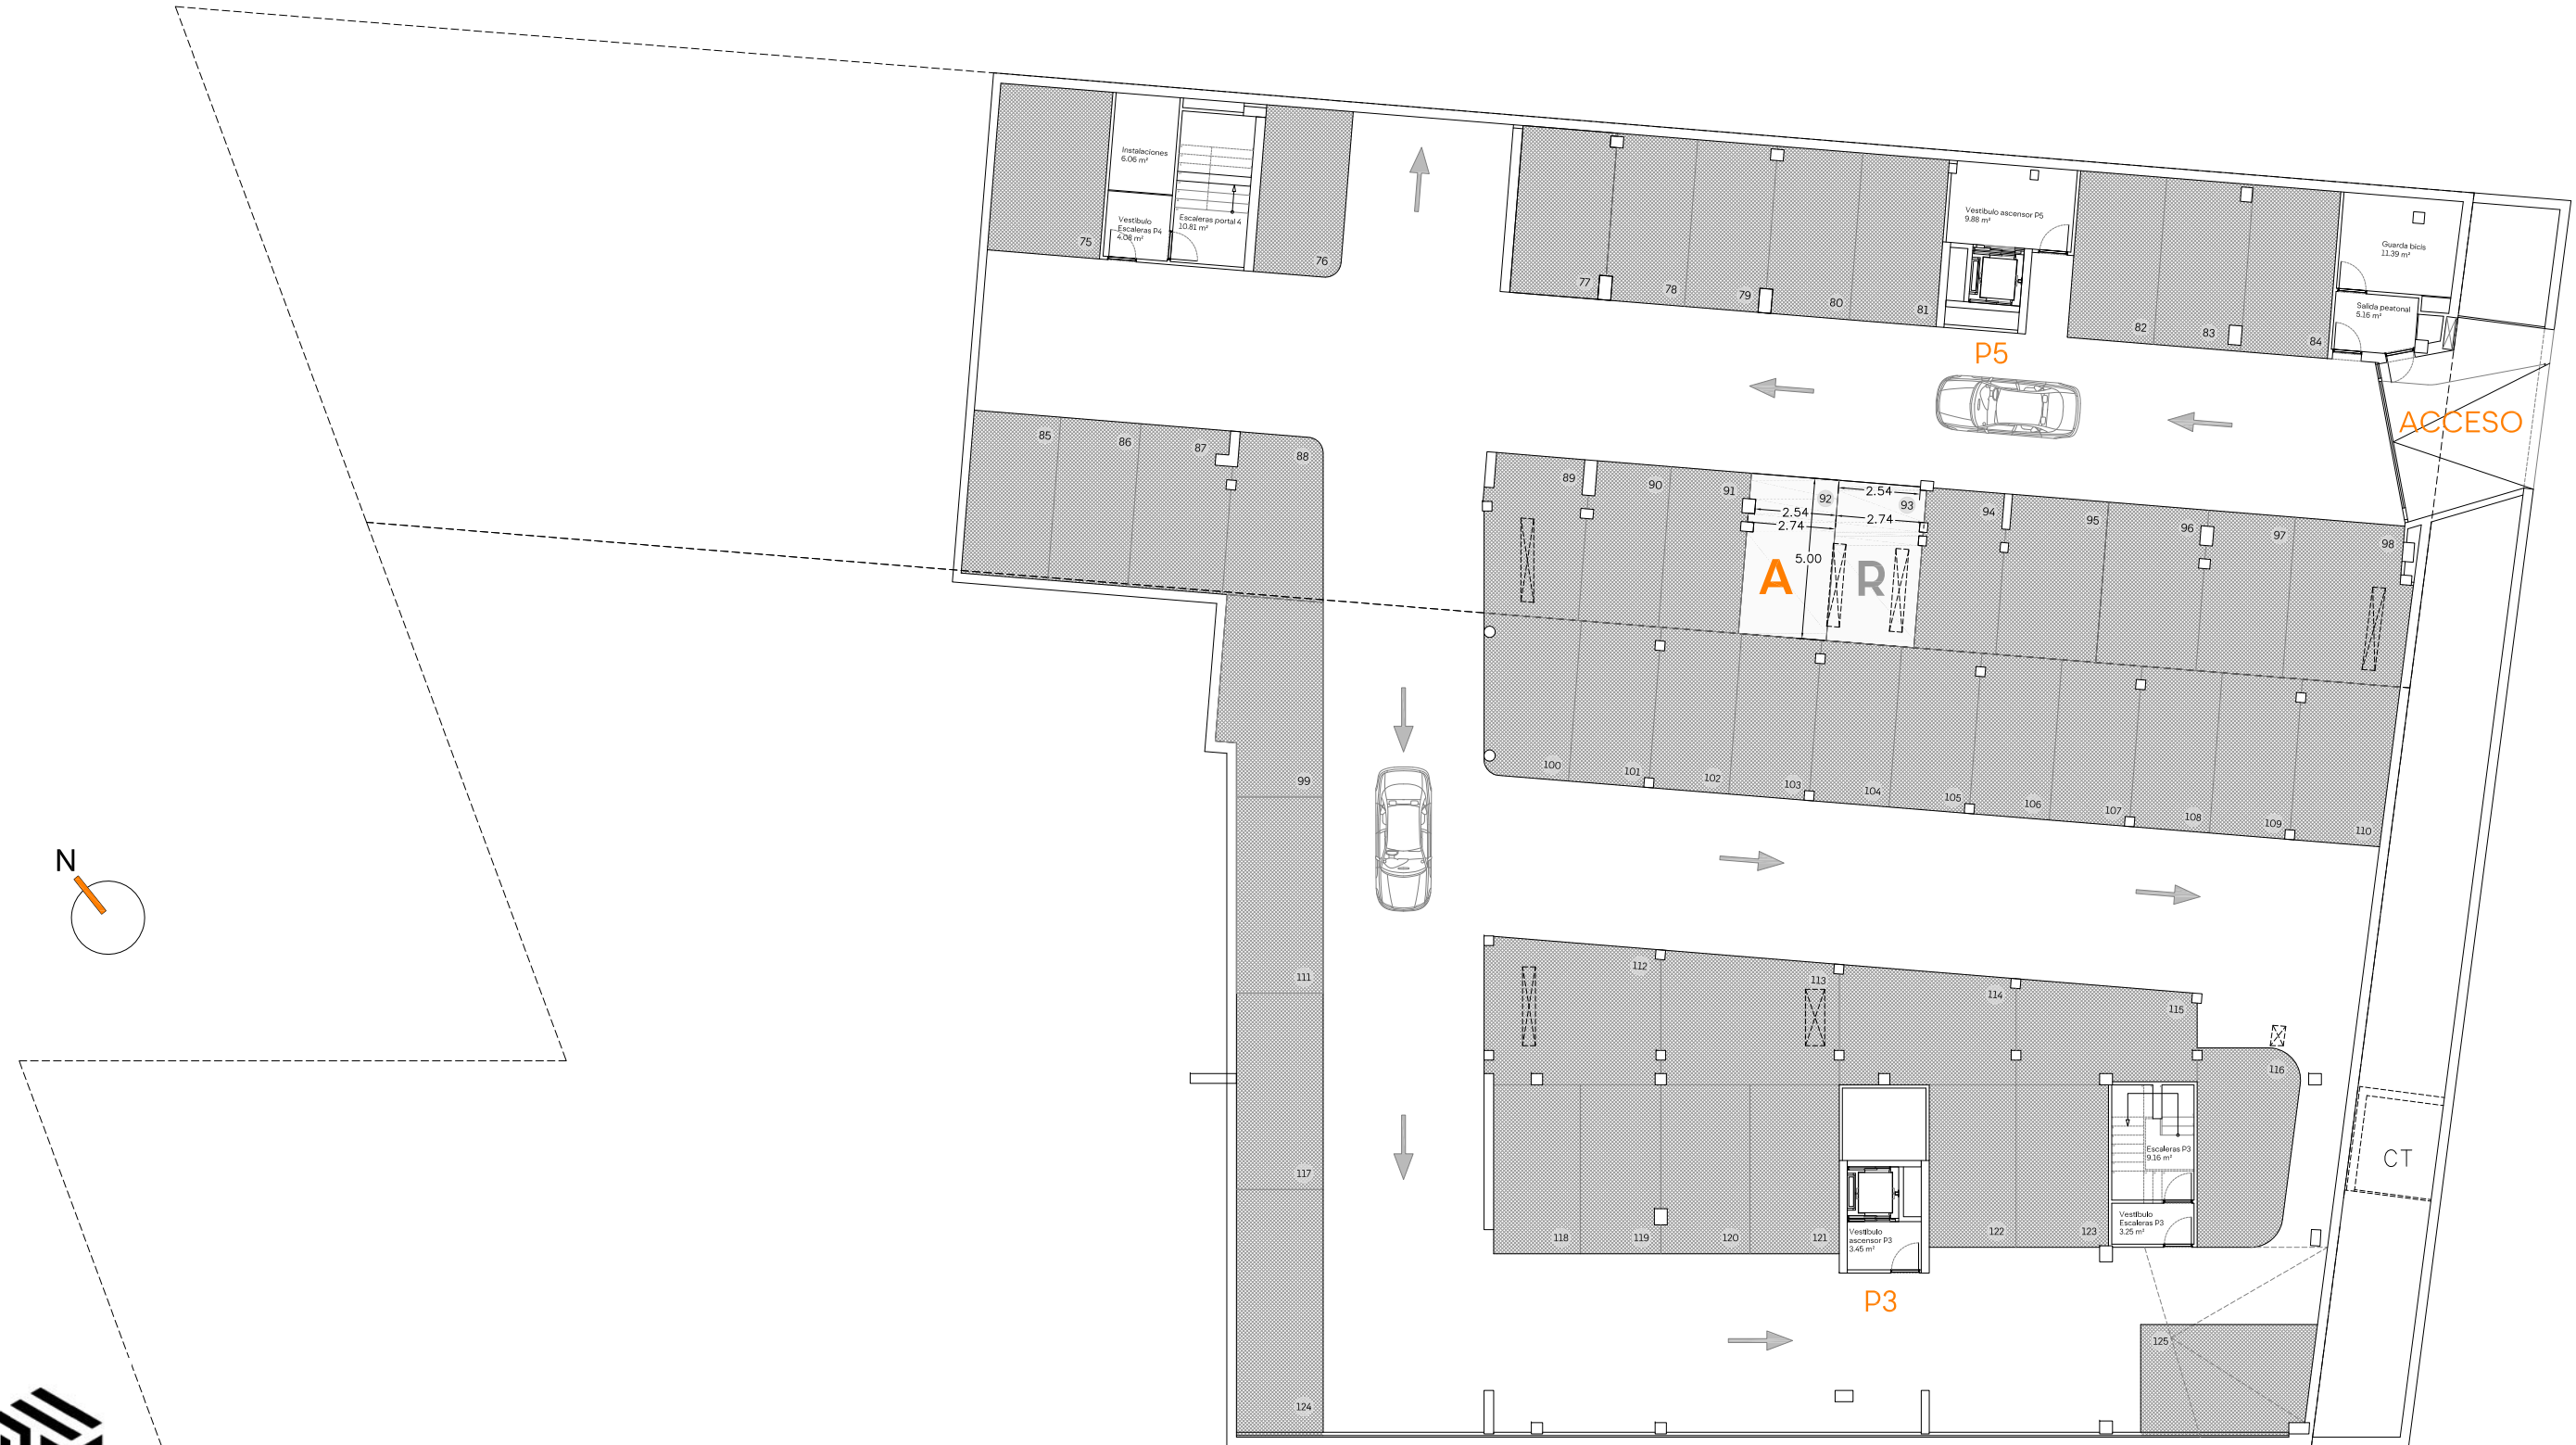 Instalaciones
6.06 m²
Vestíbulo
Escaleras P4
4.08 m²
Escaleras portal 4
10.81 m²
75
76
77
78
79
80
81
Vestíbulo ascensor P5
9.88 m²
82
83
84
Guarda bicis
11.39 m²
Salida peatonal
5.16 m²
P5
ACCESO
85
86
87
88
89
90
91
92
93
94
95
96
97
98
2.54
2.54
2.74
2.74
5.00
A
R
99
100
101
102
103
104
105
106
107
108
109
110
N
111
112
113
114
115
116
117
118
119
120
121
122
123
Escaleras P3
9.16 m²
Vestíbulo
Escaleras P3
3.25 m²
Vestíbulo
ascensor P3
3.45 m²
CT
P3
124
125